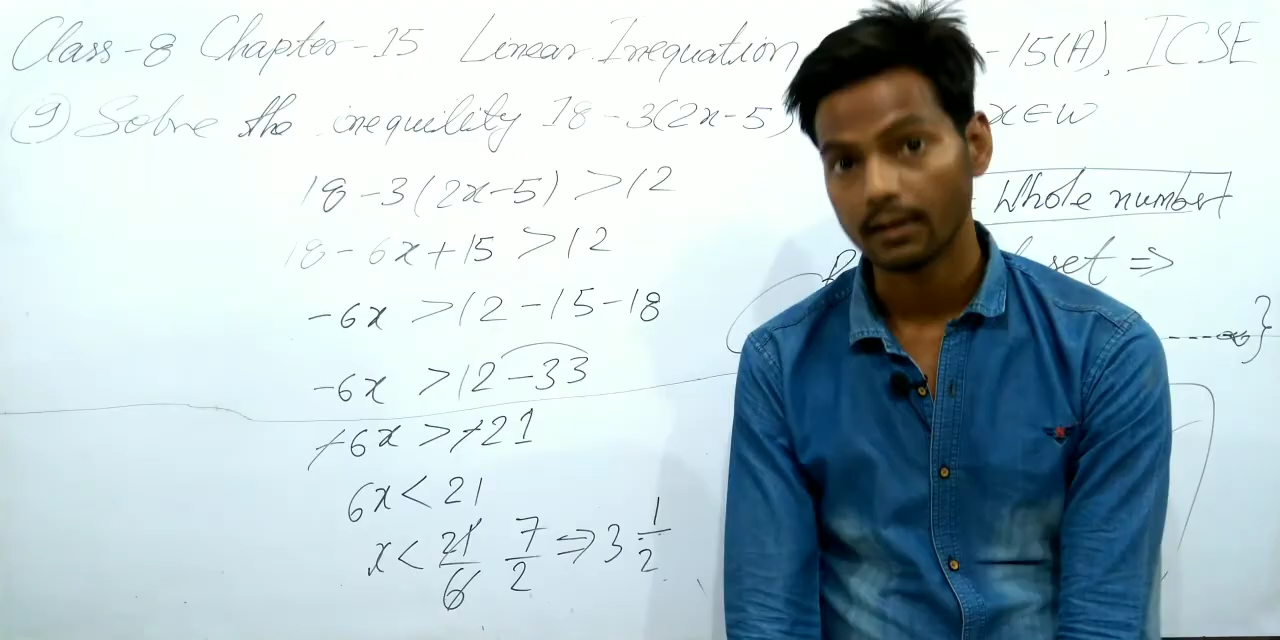 Class-8 Chapter-15 Linear Inequation -15(A), ICSE
(9) Solve the inequility 18-3(2x-5) x∈W
18-3(2x-5)>12
Whole number
18-6x+15>12
set ⇒
-6x>12-15-18
}
-6x>12-33
-6x>-21
6x<21
x<21/6 7/2 ⇒ 3 1/2